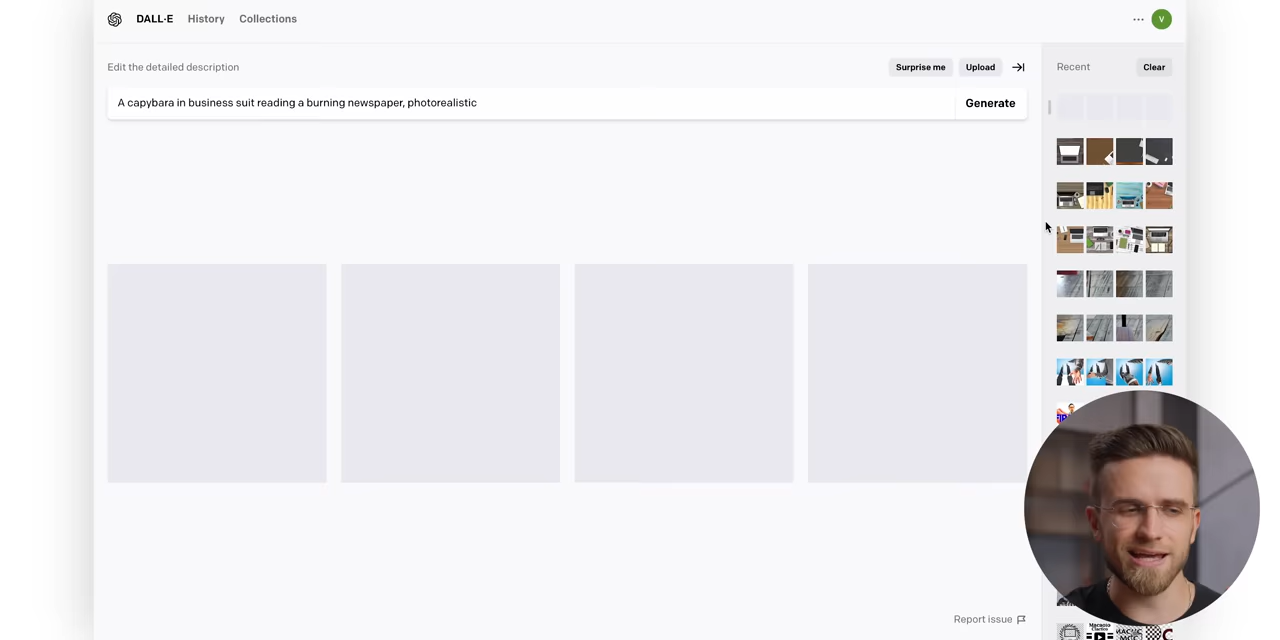 DALL·E History Collections
··· V
Edit the detailed description
Surprise me Upload
Recent Clear
A capybara in business suit reading a burning newspaper, photorealistic
Generate
Report issue